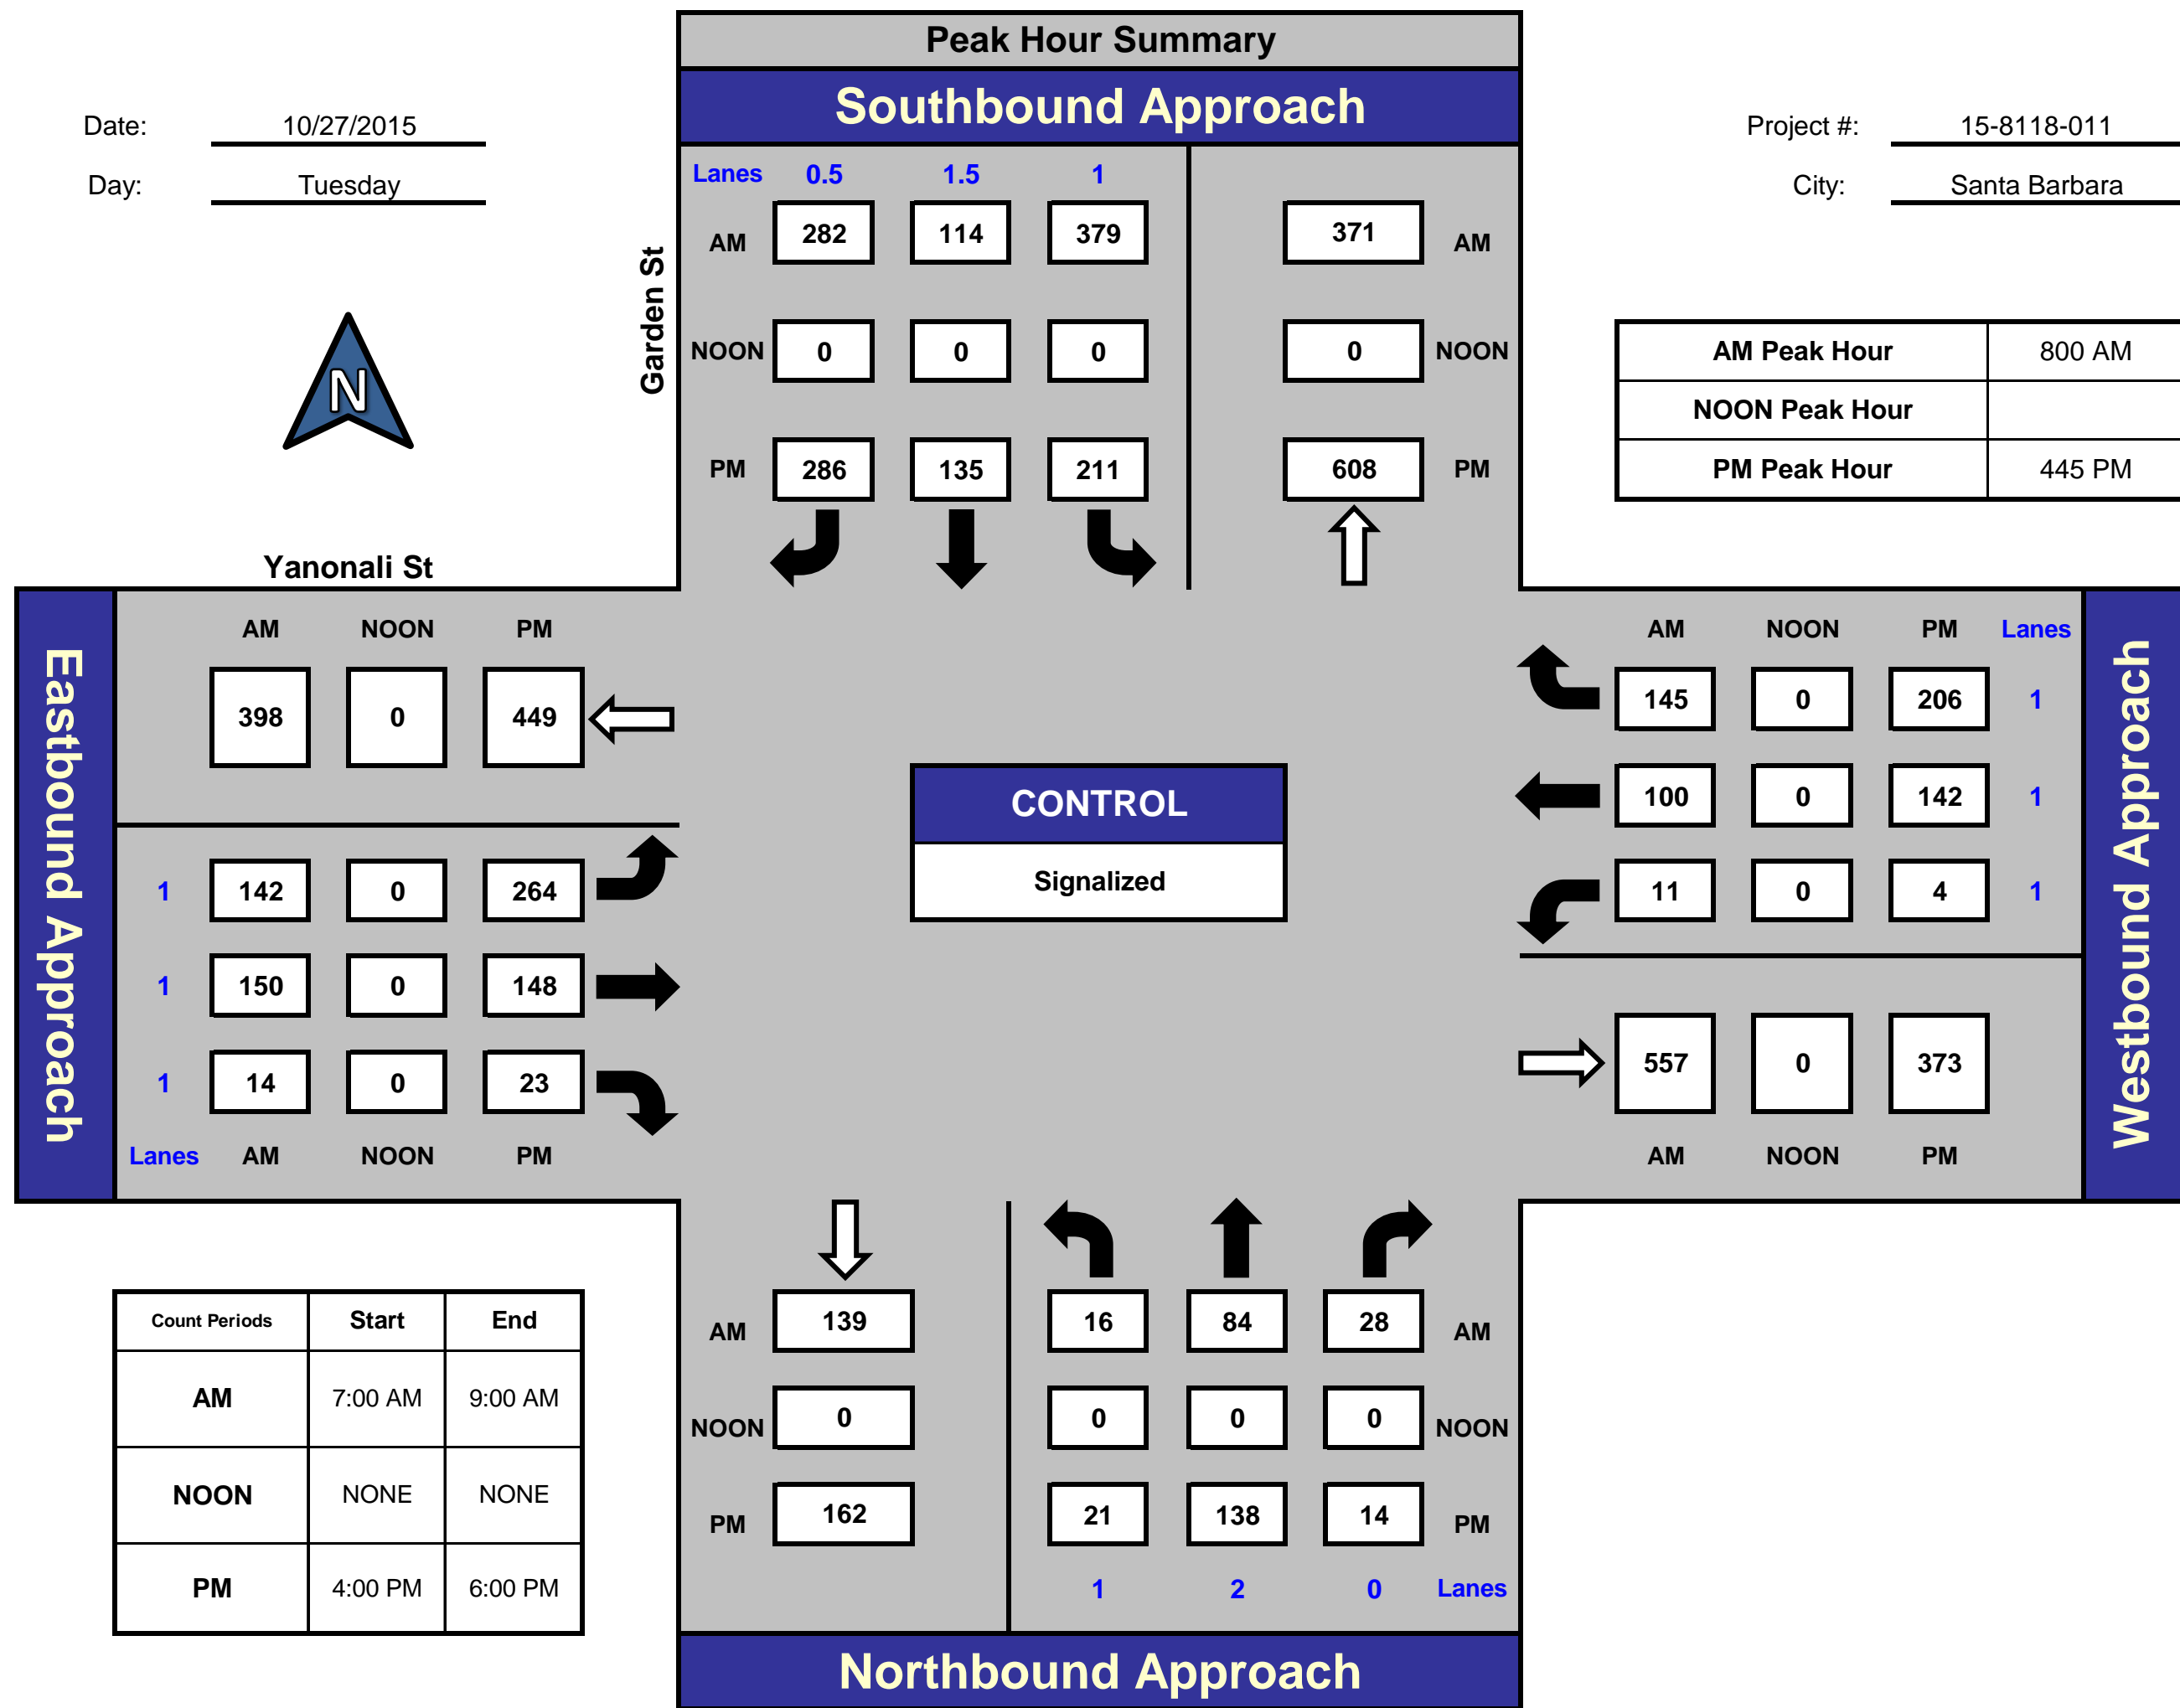 Peak Hour Summary
Southbound Approach
Date: 10/27/2015
Day: Tuesday
Project #: 15-8118-011
City: Santa Barbara
N
Garden St
Lanes 0.5 1.5 1
AM 282 114 379 371 AM
NOON 0 0 0 0 NOON
PM 286 135 211 608 PM
AM Peak Hour 800 AM
NOON Peak Hour
PM Peak Hour 445 PM
Yanonali St
Eastbound Approach
AM NOON PM
398 0 449
1 142 0 264
1 150 0 148
1 14 0 23
Lanes AM NOON PM
CONTROL
Signalized
AM NOON PM Lanes
145 0 206 1
100 0 142 1
11 0 4 1
557 0 373
AM NOON PM
Westbound Approach
Count Periods Start End
AM 7:00 AM 9:00 AM
NOON NONE NONE
PM 4:00 PM 6:00 PM
AM 139 16 84 28 AM
NOON 0 0 0 0 NOON
PM 162 21 138 14 PM
1 2 0 Lanes
Northbound Approach